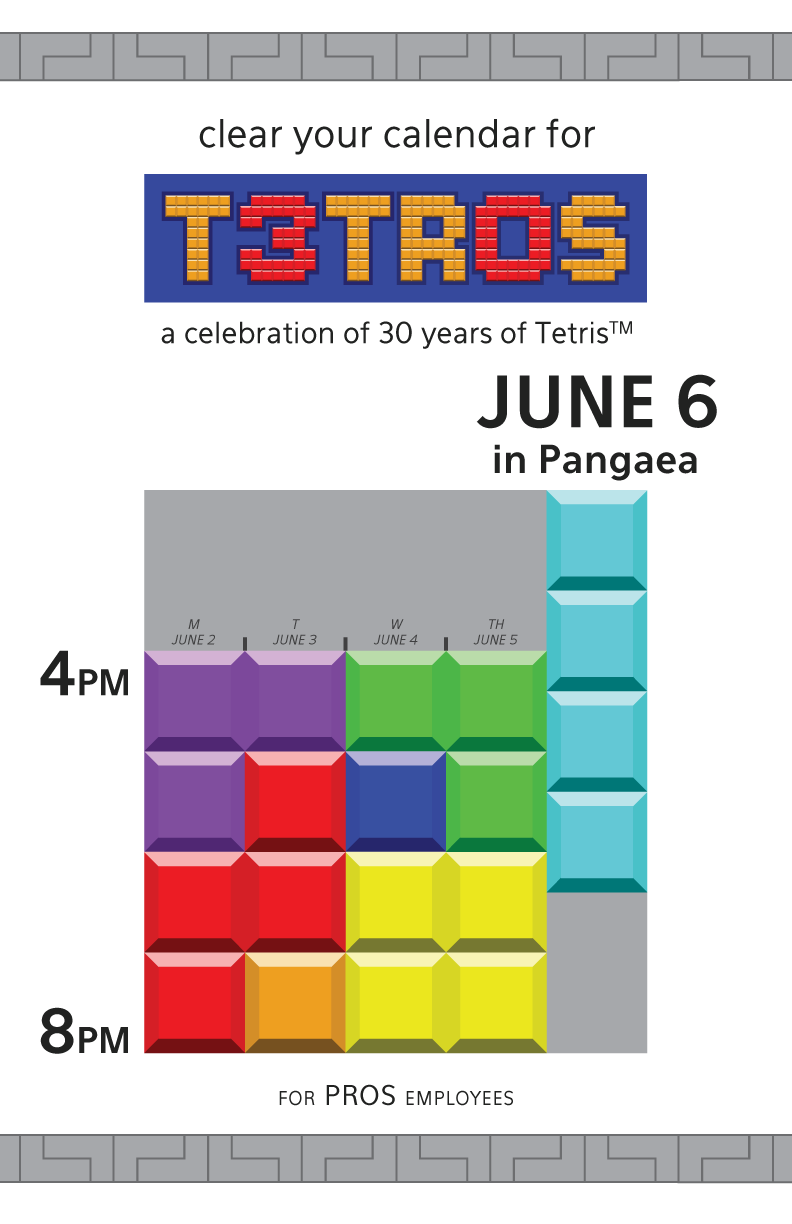 clear your calendar for
T3TROS
a celebration of 30 years of Tetris™
JUNE 6
in Pangaea
M T W TH
JUNE 2 JUNE 3 JUNE 4 JUNE 5
4PM
8PM
FOR PROS EMPLOYEES